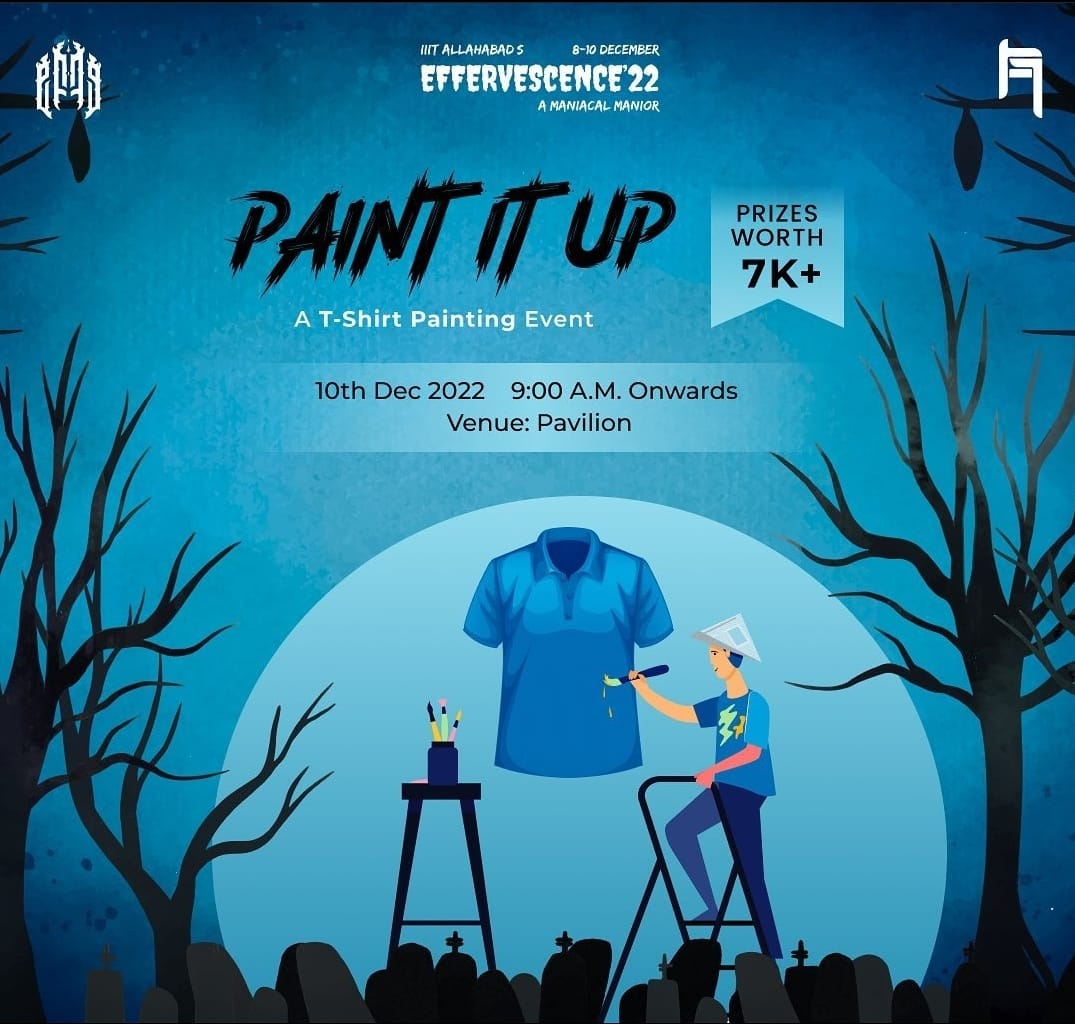 IIIT ALLAHABAD S 8-10 DECEMBER
EFFERVESCENCE'22
A MANIACAL MANIOR
PAINT IT UP
PRIZES
WORTH
7K+
A T-Shirt Painting Event
10th Dec 2022 9:00 A.M. Onwards
Venue: Pavilion